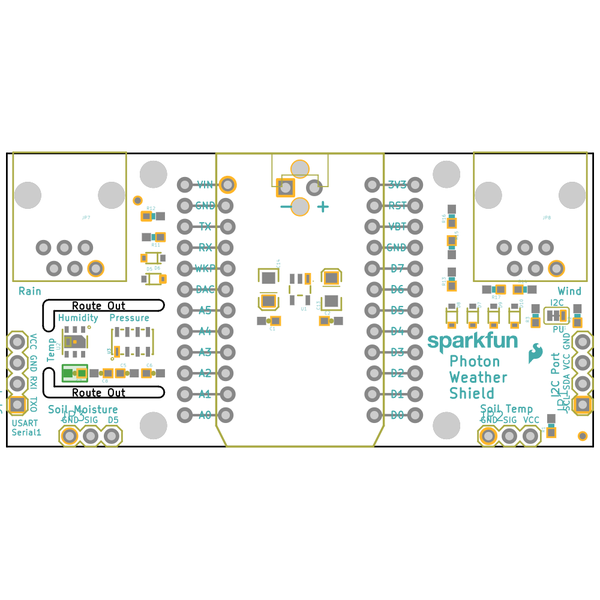 VIN
GND
TX
RX
WKP
DAC
A5
A4
A3
A2
A1
A0
3V3
RST
VBT
GND
D7
D6
D5
D4
D3
D2
D1
D0
- +
Rain
Wind
Route Out
Humidity Pressure
Temp
Route Out
VCC GND RXI TXO
USART
Serial1
Soil Moisture
GND SIG D5
sparkfun
Photon
Weather
Shield
I2C
PU
I2C Port
SCL SDA VCC GND
Soil Temp
GND SIG VCC